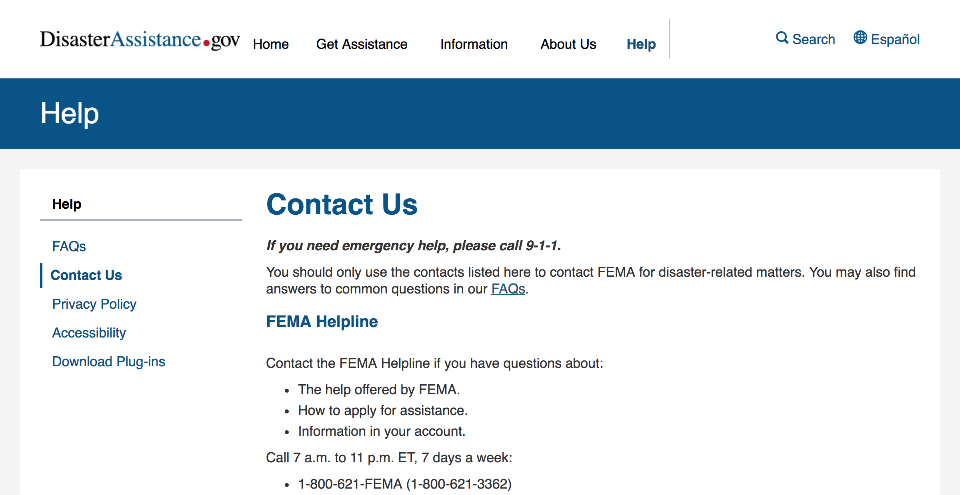 DisasterAssistance.gov
Home
Get Assistance
Information
About Us
Help
Search
Español
Help
Help
FAQs
Contact Us
Privacy Policy
Accessibility
Download Plug-ins
Contact Us
If you need emergency help, please call 9-1-1.
You should only use the contacts listed here to contact FEMA for disaster-related matters. You may also find
answers to common questions in our FAQs.
FEMA Helpline
Contact the FEMA Helpline if you have questions about:
• The help offered by FEMA.
• How to apply for assistance.
• Information in your account.
Call 7 a.m. to 11 p.m. ET, 7 days a week:
• 1-800-621-FEMA (1-800-621-3362)